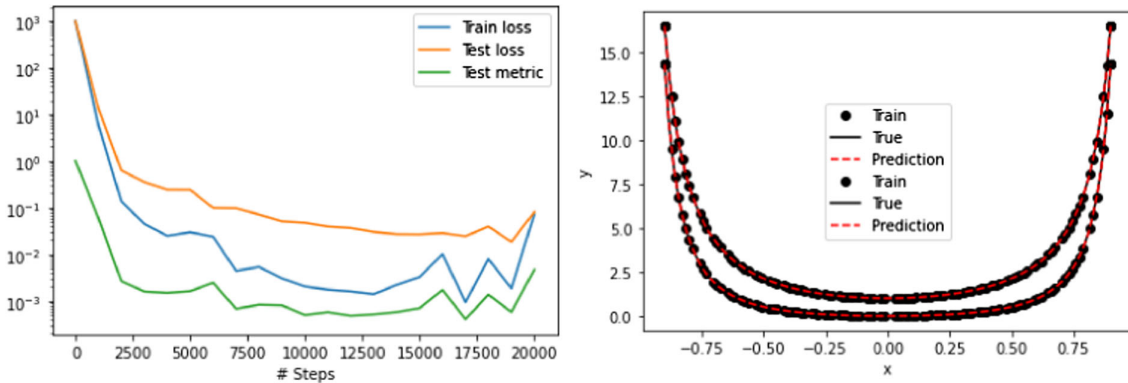 10³
10²
10¹
10⁰
10⁻¹
10⁻²
10⁻³
Train loss
Test loss
Test metric
0 2500 5000 7500 10000 12500 15000 17500 20000
# Steps
y
15.0
12.5
10.0
7.5
5.0
2.5
0.0
Train
True
Prediction
Train
True
Prediction
−0.75 −0.50 −0.25 0.00 0.25 0.50 0.75
x